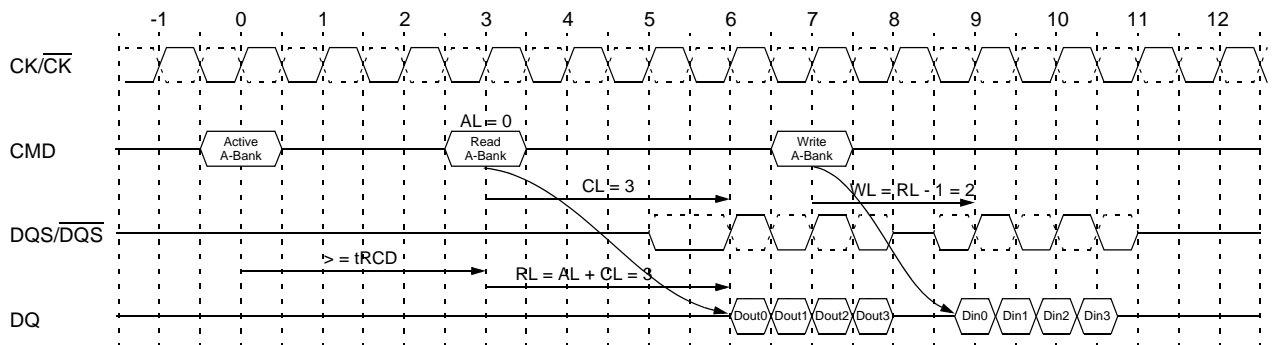 -1 0 1 2 3 4 5 6 7 8 9 10 11 12
CK/CK
AL = 0
CMD
Active
A-Bank
Read
A-Bank
Write
A-Bank
CL = 3
WL = RL - 1 = 2
DQS/DQS
> = tRCD
RL = AL + CL = 3
DQ
Dout0 Dout1 Dout2 Dout3 Din0 Din1 Din2 Din3